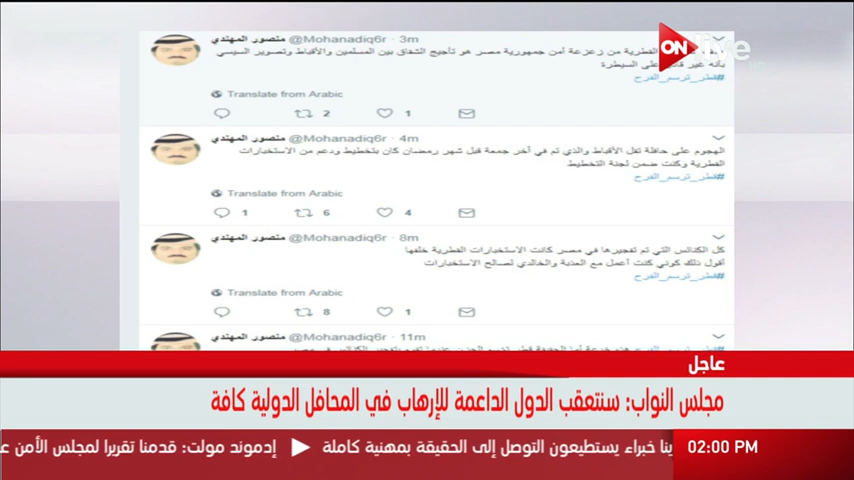 ON live
منصور المهندي @Mohanadiq6r · 3m
القطرية من زعزعة أمن جمهورية مصر هو تأجيج الشقاق بين المسلمين والأقباط وتصوير السيسي
بأنه غير على السيطرة
#قطر_ترسم_الفرح
Translate from Arabic
2 1
منصور المهندي @Mohanadiq6r · 4m
الهجوم على حافلة تقل الأقباط والذي تم في أخر جمعة قبل شهر رمضان كان بتخطيط ودعم من الاستخبارات
القطرية وكنت ضمن لجنة التخطيط
#قطر_ترسم_الفرح
Translate from Arabic
1 6 4
منصور المهندي @Mohanadiq6r · 8m
كل الكنائس التي تم تفجيرها في مصر كانت الاستخبارات القطرية خلفها
أقول ذلك كوني كنت أعمل مع العذبة والخالدي لصالح الاستخبارات
#قطر_ترسم_الفرح
Translate from Arabic
8 1
منصور المهندي @Mohanadiq6r · 11m
عاجل
مجلس النواب: سنتعقب الدول الداعمة للإرهاب في المحافل الدولية كافة
02:00 PM
خبراء يستطيعون التوصل إلى الحقيقة بمهنية كاملة إدموند مولت: قدمنا تقريرا لمجلس الأمن